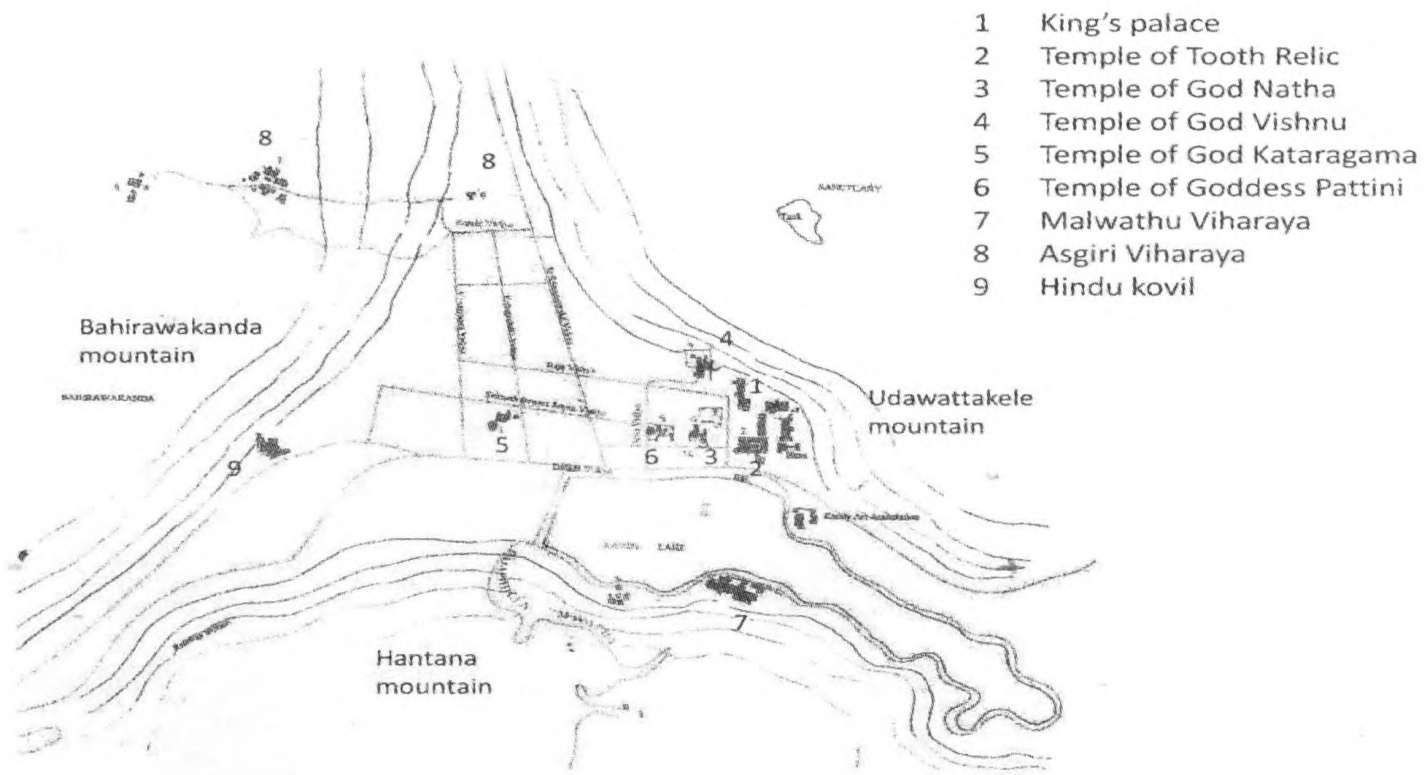 1 King's palace
2 Temple of Tooth Relic
3 Temple of God Natha
4 Temple of God Vishnu
5 Temple of God Kataragama
6 Temple of Goddess Pattini
7 Malwathu Viharaya
8 Asgiri Viharaya
9 Hindu kovil
8
8
SANCTUARY
Bahirawakanda
mountain
BAHIRAWAKANDA
4
1
Udawattakele
mountain
5
6
3
2
9
KANDY LAKE
7
Hantana
mountain